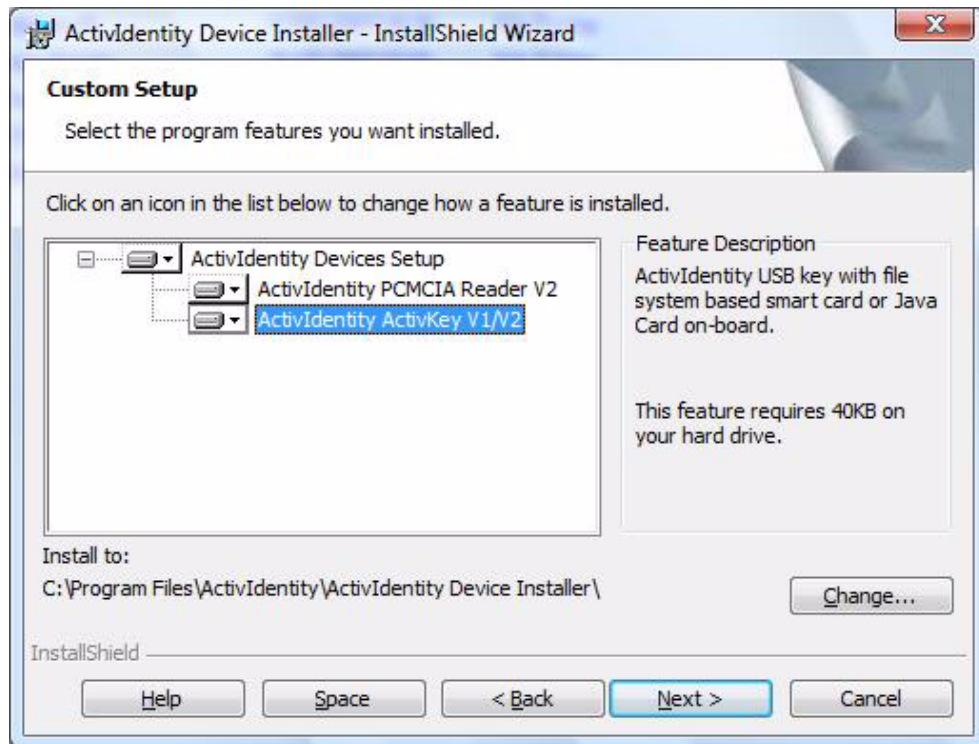 ActivIdentity Device Installer - InstallShield Wizard
Custom Setup
Select the program features you want installed.
Click on an icon in the list below to change how a feature is installed.
ActivIdentity Devices Setup
ActivIdentity PCMCIA Reader V2
ActivIdentity ActivKey V1/V2
Feature Description
ActivIdentity USB key with file
system based smart card or Java
Card on-board.
This feature requires 40KB on
your hard drive.
Install to:
C:\Program Files\ActivIdentity\ActivIdentity Device Installer\
Change...
InstallShield
Help Space < Back Next > Cancel